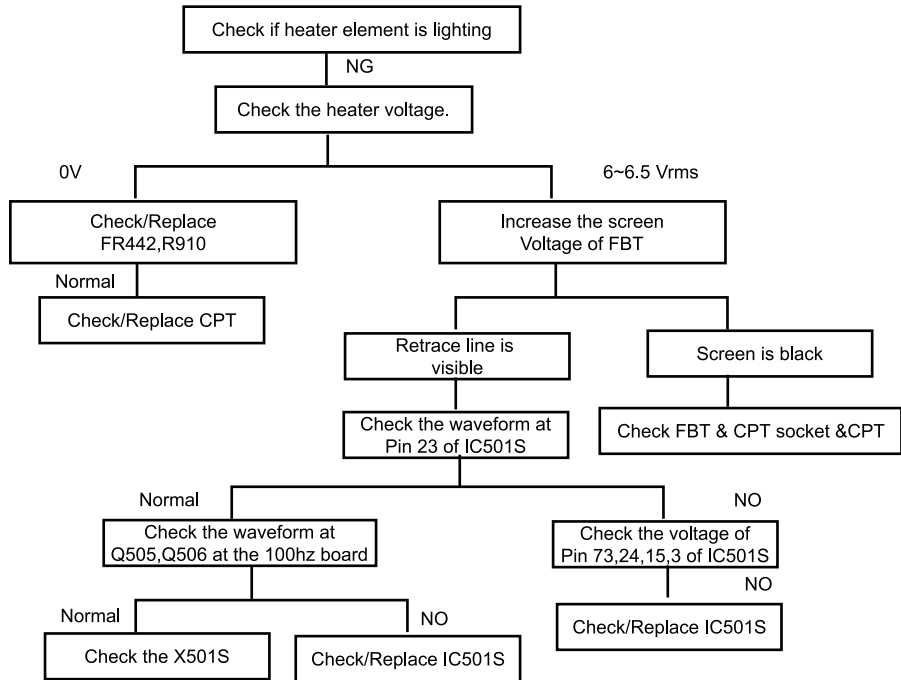 Check if heater element is lighting
NG
Check the heater voltage.
0V
6~6.5 Vrms
Check/Replace
FR442,R910
Increase the screen
Voltage of FBT
Normal
Check/Replace CPT
Retrace line is
visible
Screen is black
Check the waveform at
Pin 23 of IC501S
Check FBT & CPT socket &CPT
Normal
NO
Check the waveform at
Q505,Q506 at the 100hz board
Check the voltage of
Pin 73,24,15,3 of IC501S
NO
Normal
NO
Check/Replace IC501S
Check the X501S
Check/Replace IC501S